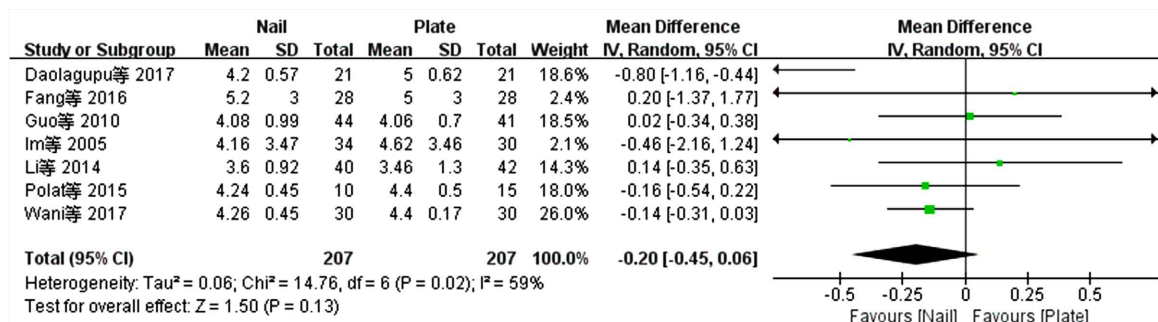 Nail Plate Mean Difference Mean Difference
Study or Subgroup Mean SD Total Mean SD Total Weight IV, Random, 95% CI IV, Random, 95% CI
Daolagupu等 2017 4.2 0.57 21 5 0.62 21 18.6% -0.80 [-1.16, -0.44]
Fang等 2016 5.2 3 28 5 3 28 2.4% 0.20 [-1.37, 1.77]
Guo等 2010 4.08 0.99 44 4.06 0.7 41 18.5% 0.02 [-0.34, 0.38]
Im等 2005 4.16 3.47 34 4.62 3.46 30 2.1% -0.46 [-2.16, 1.24]
Li等 2014 3.6 0.92 40 3.46 1.3 42 14.3% 0.14 [-0.35, 0.63]
Polat等 2015 4.24 0.45 10 4.4 0.5 15 18.0% -0.16 [-0.54, 0.22]
Wani等 2017 4.26 0.45 30 4.4 0.17 30 26.0% -0.14 [-0.31, 0.03]
Total (95% CI) 207 207 100.0% -0.20 [-0.45, 0.06]
Heterogeneity: Tau² = 0.06; Chi² = 14.76, df = 6 (P = 0.02); I² = 59%
Test for overall effect: Z = 1.50 (P = 0.13)
-0.5 -0.25 0 0.25 0.5
Favours [Nail] Favours [Plate]